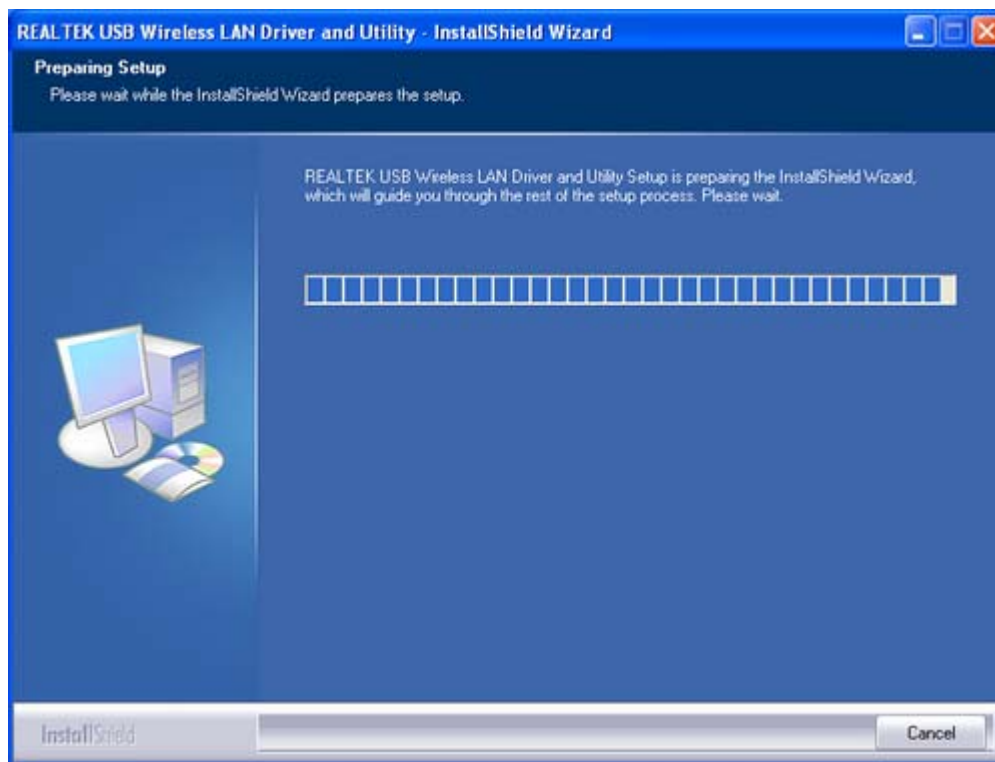 REALTEK USB Wireless LAN Driver and Utility - InstallShield Wizard
Preparing Setup
Please wait while the InstallShield Wizard prepares the setup.
REALTEK USB Wireless LAN Driver and Utility Setup is preparing the InstallShield Wizard,
which will guide you through the rest of the setup process. Please wait.
InstallShield
Cancel